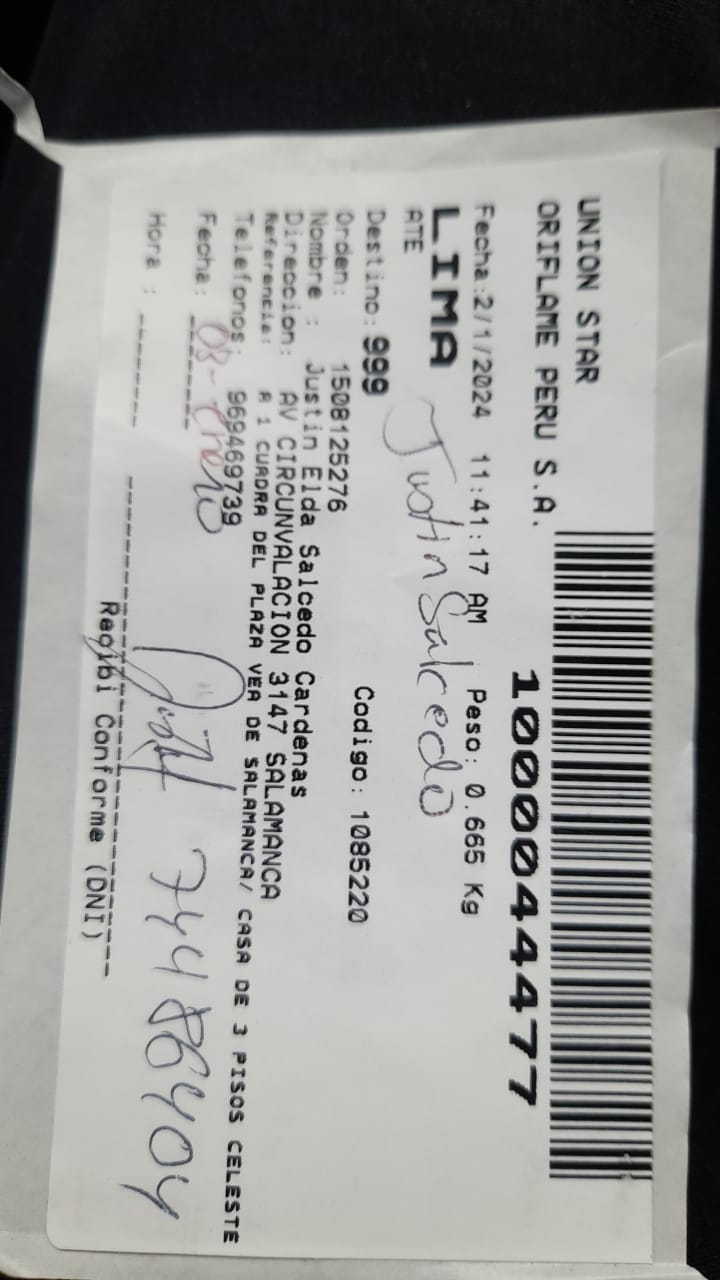 UNION STAR
ORIFLAME PERU S.A.
10000044477
Fecha:2/1/2024 11:41:17 AM Peso: 0.665 Kg
LIMA
Justin Salcedo
ATE
Destino: 999
Orden: 1508125276 Codigo: 1085220
Nombre : Justin Elda Salcedo Cardenas
Direccion: AV CIRCUNVALACION 3147 SALAMANCA
Referencia: A 1 CUADRA DEL PLAZA VEA DE SALAMANCA/ CASA DE 3 PISOS CELESTE
Telefonos: 969469739
Fecha: 08-enero
74486404
Hora :
Recibi Conforme (DNI)